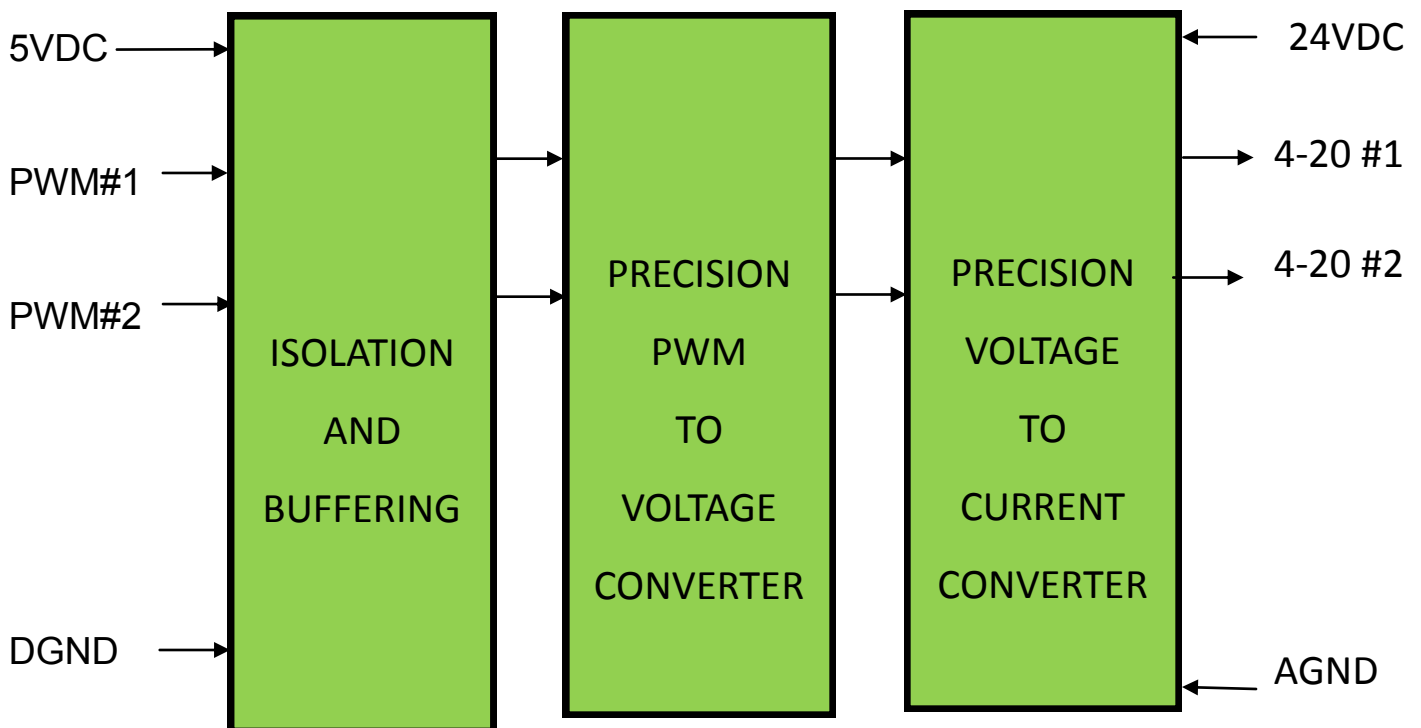 5VDC
PWM#1
PWM#2
DGND
ISOLATION
AND
BUFFERING
PRECISION
PWM
TO
VOLTAGE
CONVERTER
PRECISION
VOLTAGE
TO
CURRENT
CONVERTER
24VDC
4-20 #1
4-20 #2
AGND